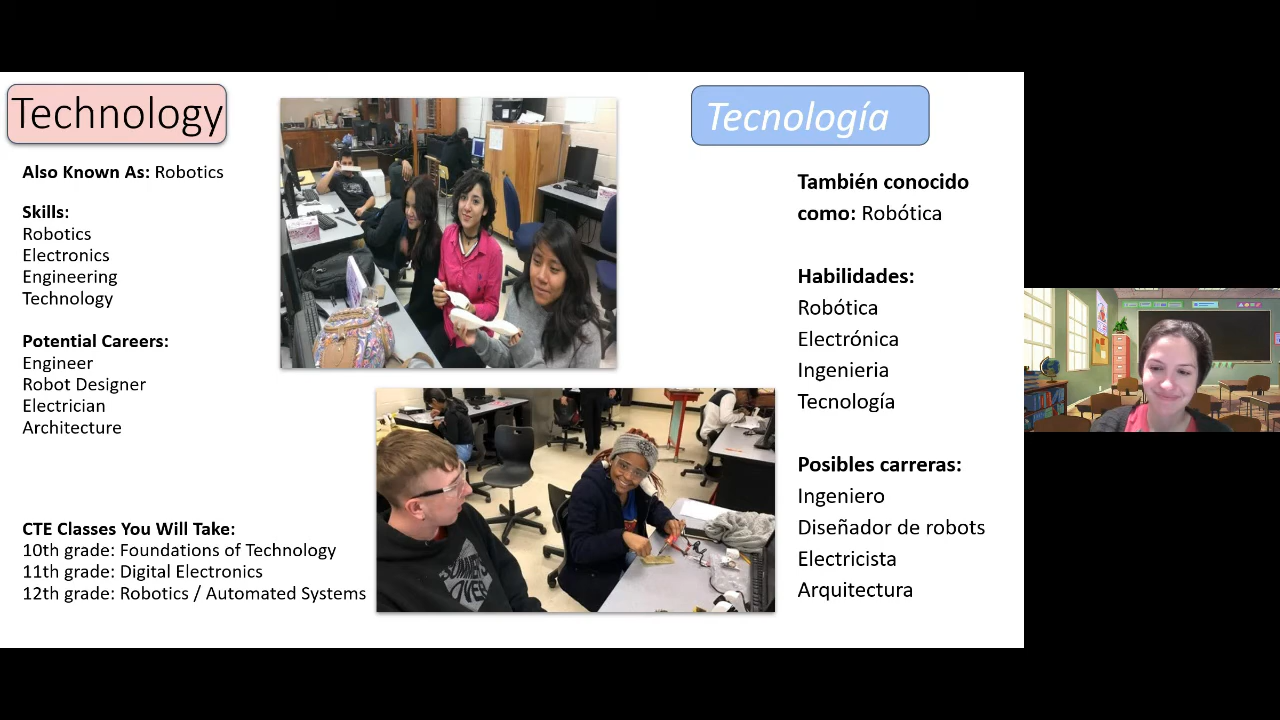 Technology
Also Known As: Robotics
Skills:
Robotics
Electronics
Engineering
Technology
Potential Careers:
Engineer
Robot Designer
Electrician
Architecture
CTE Classes You Will Take:
10th grade: Foundations of Technology
11th grade: Digital Electronics
12th grade: Robotics / Automated Systems
SUMMER'S
OVER
Tecnología
También conocido
como: Robótica
Habilidades:
Robótica
Electrónica
Ingenieria
Tecnología
Posibles carreras:
Ingeniero
Diseñador de robots
Electricista
Arquitectura